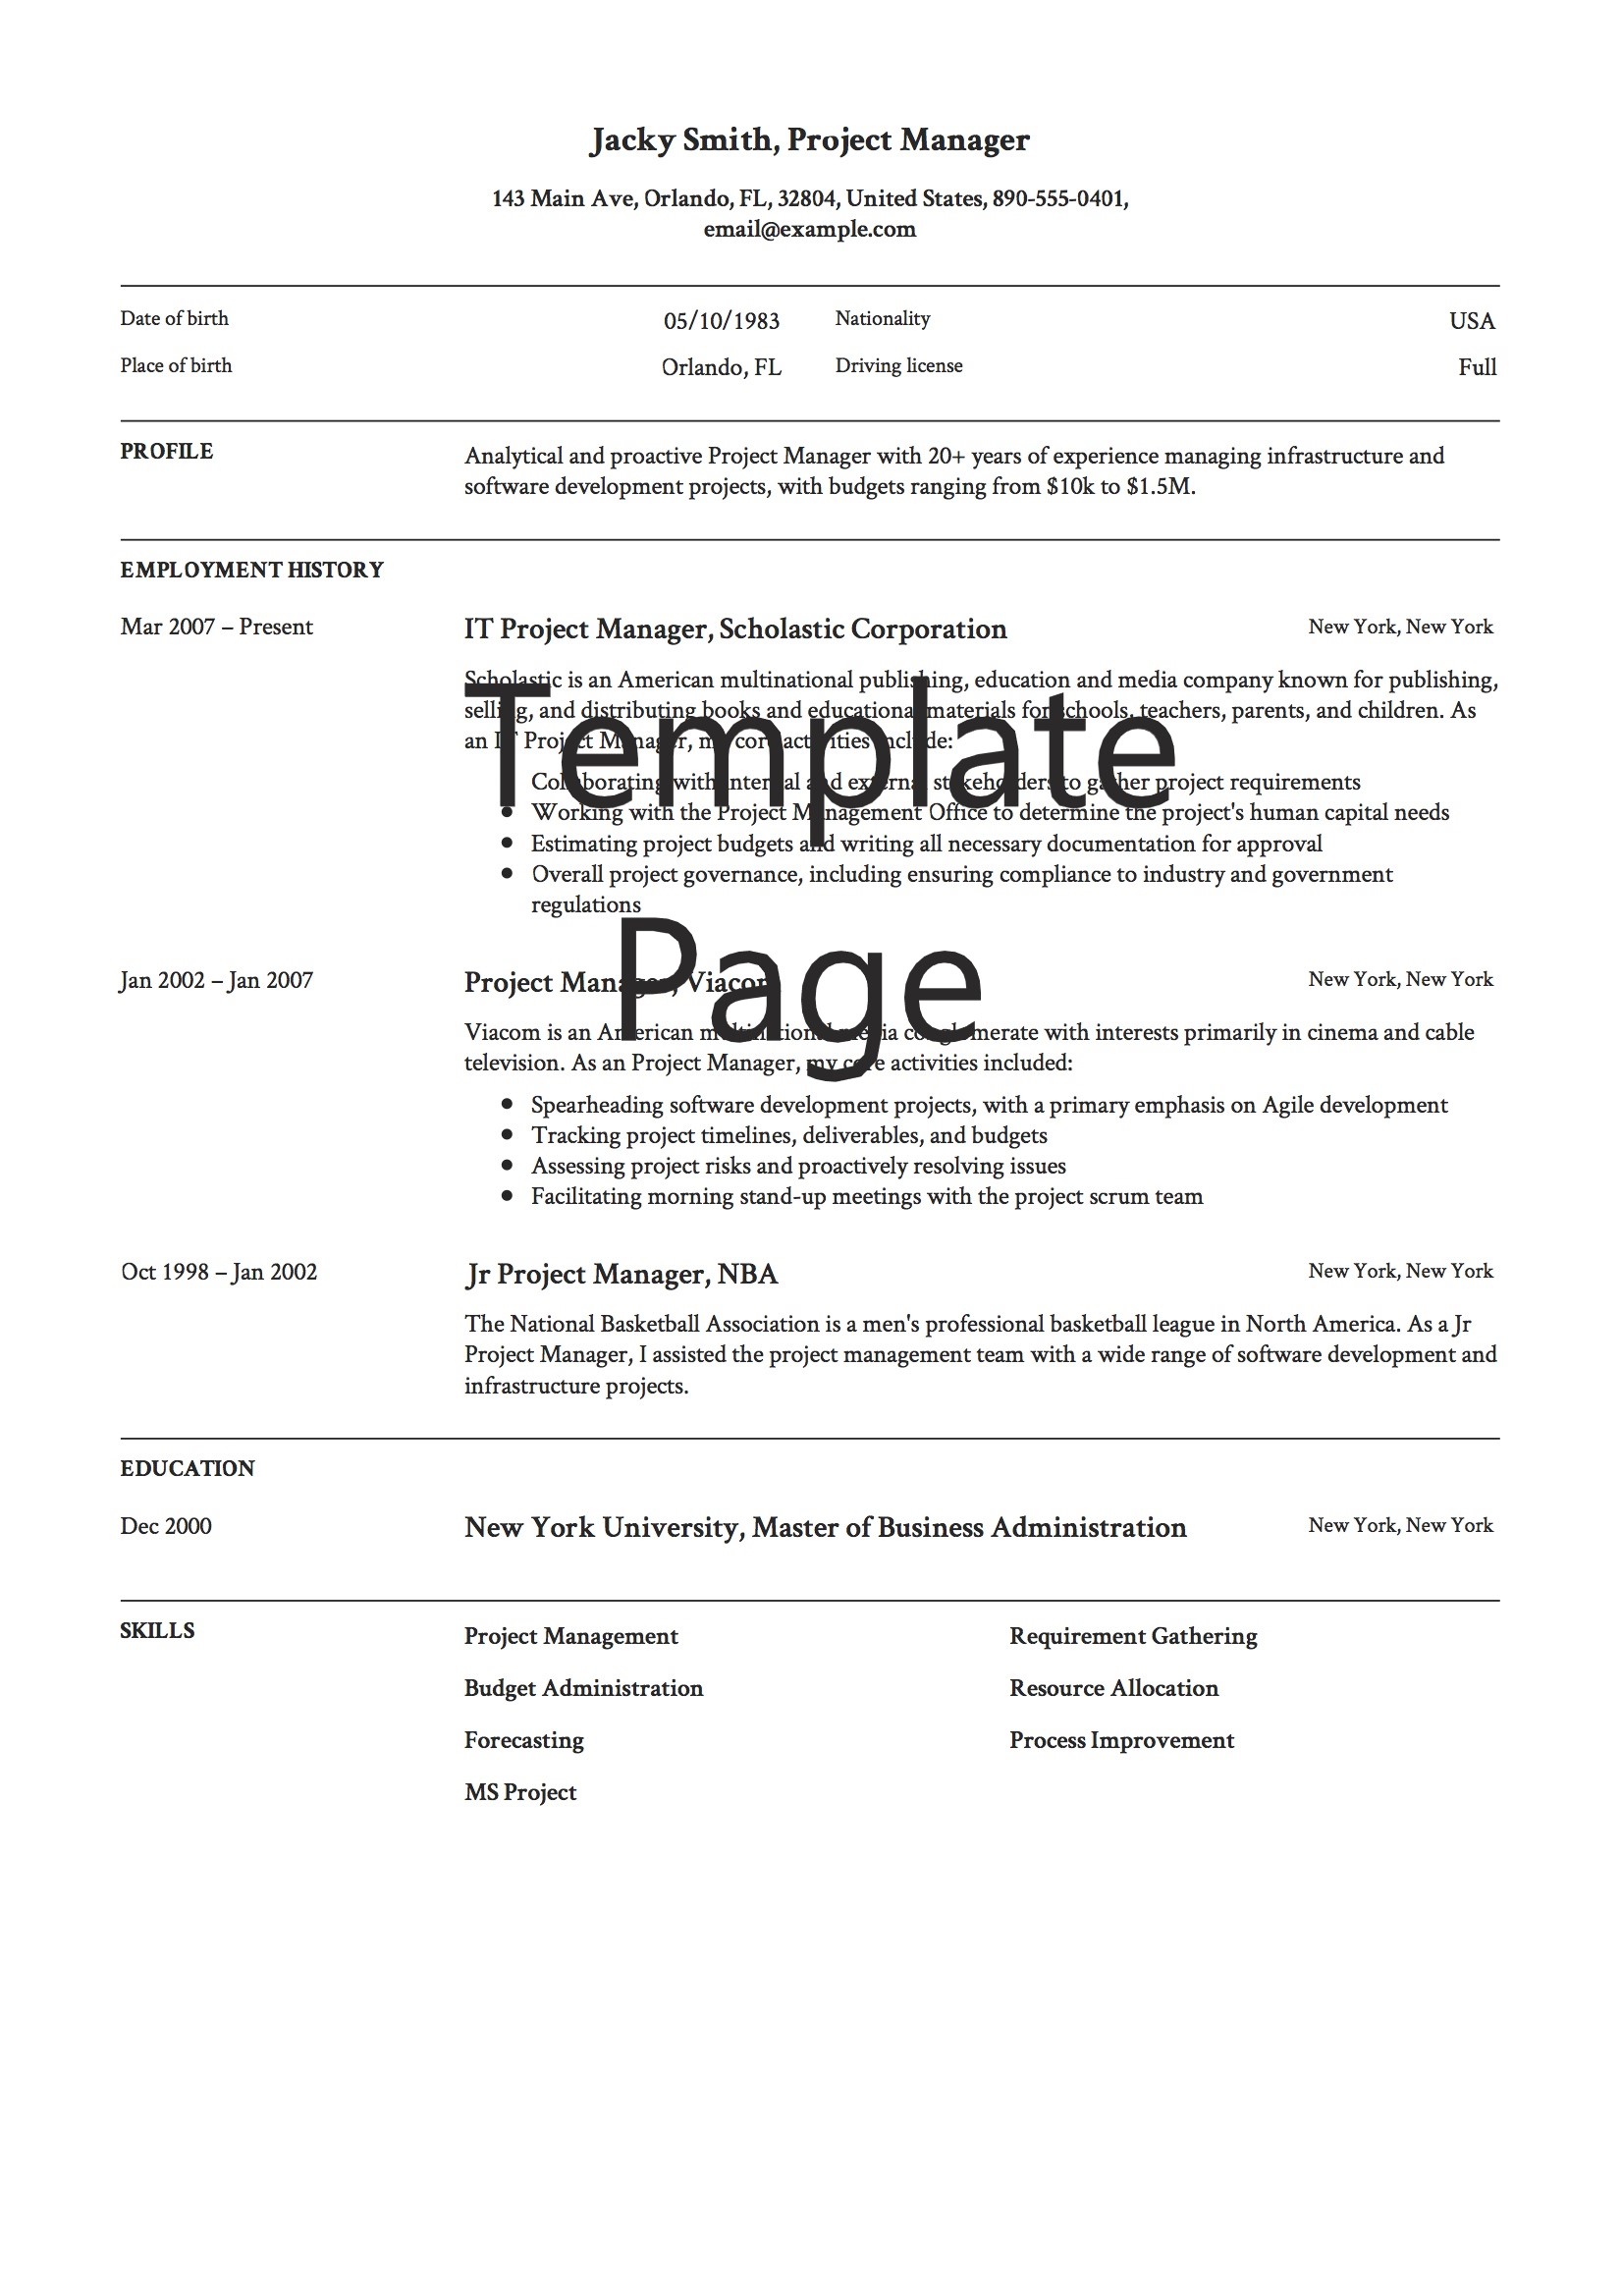 Jacky Smith, Project Manager
143 Main Ave, Orlando, FL, 32804, United States, 890-555-0401,
email@example.com
Date of birth 05/10/1983 Nationality USA
Place of birth Orlando, FL Driving license Full
PROFILE
Analytical and proactive Project Manager with 20+ years of experience managing infrastructure and
software development projects, with budgets ranging from $10k to $1.5M.
EMPLOYMENT HISTORY
Mar 2007 – Present IT Project Manager, Scholastic Corporation New York, New York
Scholastic is an American multinational publishing, education and media company known for publishing,
selling, and distributing books and educational materials for schools, teachers, parents, and children. As
an IT Project Manager, my core activities include:
Template
Collaborating with internal and external stakeholders to gather project requirements
● Working with the Project Management Office to determine the project's human capital needs
● Estimating project budgets and writing all necessary documentation for approval
● Overall project governance, including ensuring compliance to industry and government
regulations
Page
Jan 2002 – Jan 2007 Project Manager, Viacom New York, New York
Viacom is an American multinational media conglomerate with interests primarily in cinema and cable
television. As an Project Manager, my core activities included:
● Spearheading software development projects, with a primary emphasis on Agile development
● Tracking project timelines, deliverables, and budgets
● Assessing project risks and proactively resolving issues
● Facilitating morning stand-up meetings with the project scrum team
Oct 1998 – Jan 2002 Jr Project Manager, NBA New York, New York
The National Basketball Association is a men's professional basketball league in North America. As a Jr
Project Manager, I assisted the project management team with a wide range of software development and
infrastructure projects.
EDUCATION
Dec 2000 New York University, Master of Business Administration New York, New York
SKILLS
Project Management Requirement Gathering
Budget Administration Resource Allocation
Forecasting Process Improvement
MS Project